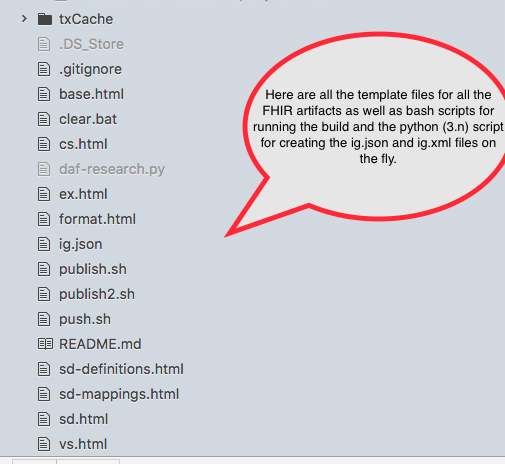 txCache
.DS_Store
.gitignore
base.html
clear.bat
cs.html
daf-research.py
ex.html
format.html
ig.json
publish.sh
publish2.sh
push.sh
README.md
sd-definitions.html
sd-mappings.html
sd.html
vs.html
Here are all the template files for all the
FHIR artifacts as well as bash scripts for
running the build and the python (3.n) script
for creating the ig.json and ig.xml files on
the fly.